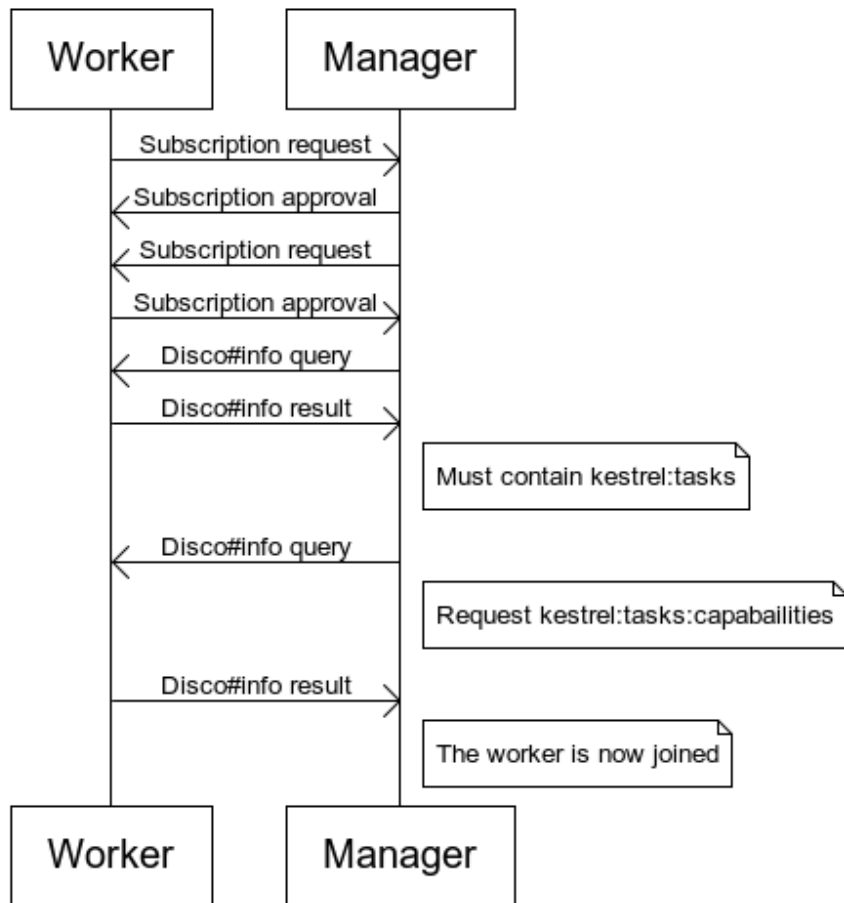 Worker
Manager
Subscription request
Subscription approval
Subscription request
Subscription approval
Disco#info query
Disco#info result
Must contain kestrel:tasks
Disco#info query
Request kestrel:tasks:capabailities
Disco#info result
The worker is now joined
Worker
Manager